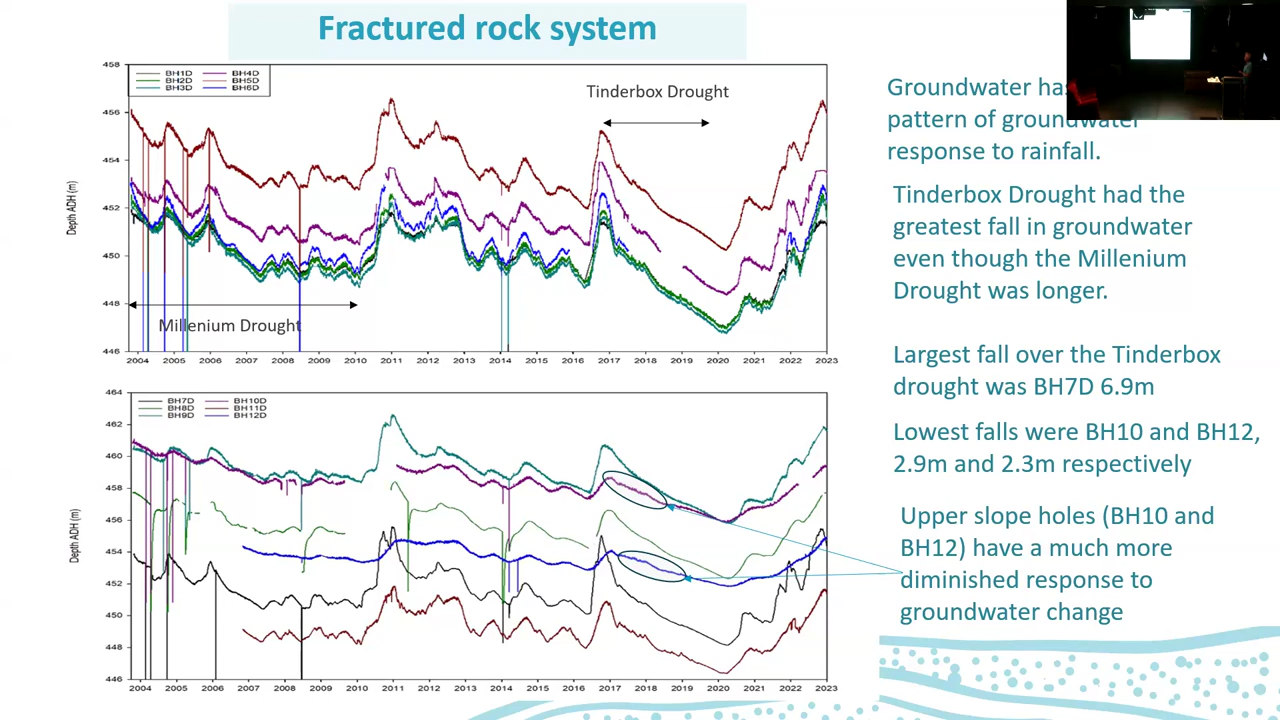 Fractured rock system
458
456
454
452
450
448
446
Depth ADH (m)
BH1D
BH2D
BH3D
BH4D
BH5D
BH6D
Tinderbox Drought
Millenium Drought
2004 2005 2006 2007 2008 2009 2010 2011 2012 2013 2014 2015 2016 2017 2018 2019 2020 2021 2022 2023
464
462
460
458
456
454
452
450
448
446
Depth ADH (m)
BH7D
BH8D
BH9D
BH10D
BH11D
BH12D
2004 2005 2006 2007 2008 2009 2010 2011 2012 2013 2014 2015 2016 2017 2018 2019 2020 2021 2022 2023
Groundwater
pattern of groundwater
response to rainfall.
Tinderbox Drought had the
greatest fall in groundwater
even though the Millenium
Drought was longer.
Largest fall over the Tinderbox
drought was BH7D 6.9m
Lowest falls were BH10 and BH12,
2.9m and 2.3m respectively
Upper slope holes (BH10 and
BH12) have a much more
diminished response to
groundwater change